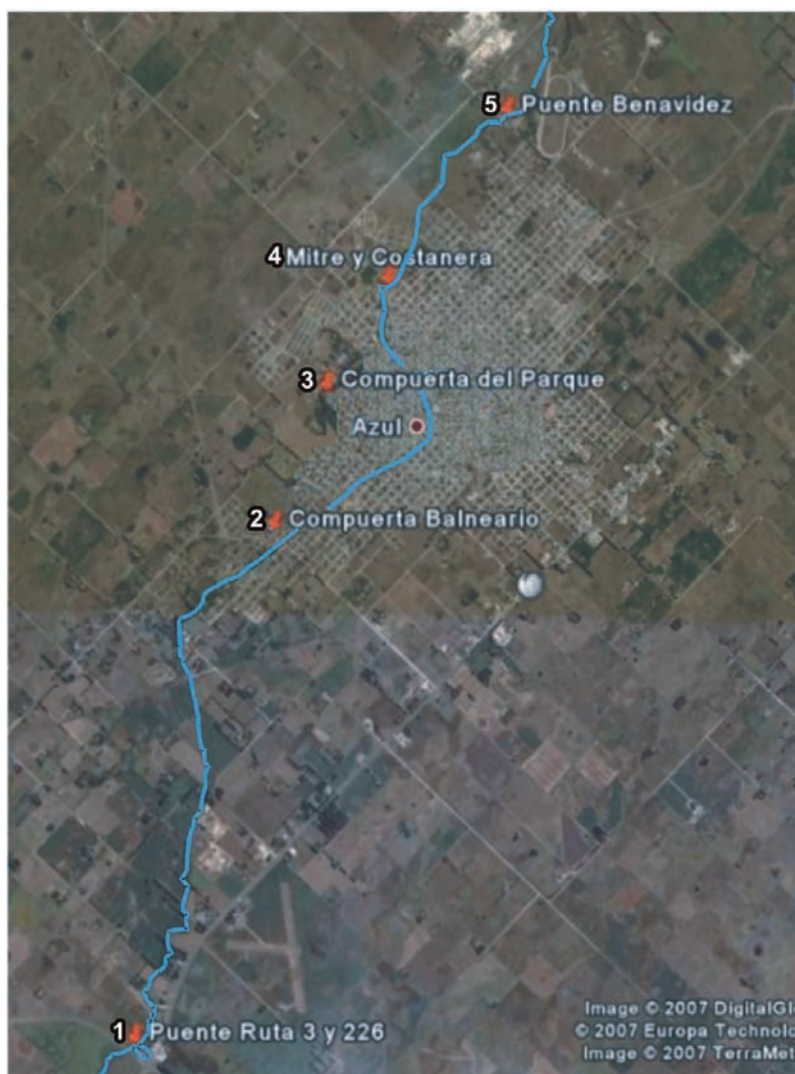 5 Puente Benavidez
4 Mitre y Costanera
3 Compuerta del Parque
Azul
2 Compuerta Balneario
1 Puente Ruta 3 y 226
Image © 2007 DigitalGl
© 2007 Europa Technolo
Image © 2007 TerraMet